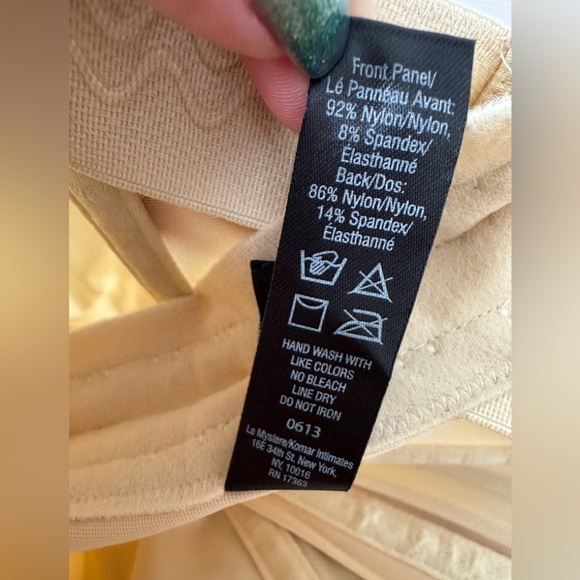 Front Panel/
Lé Panneau Avant:
92% Nylon/Nylon,
8% Spandex/
Élasthanné
Back/Dos:
86% Nylon/Nylon,
14% Spandex/
Élasthanné
HAND WASH WITH
LIKE COLORS
NO BLEACH
LINE DRY
DO NOT IRON
0613
Le Mystere/Komar Intimates
16E 34th St. New York,
NY, 10016
RN 17363